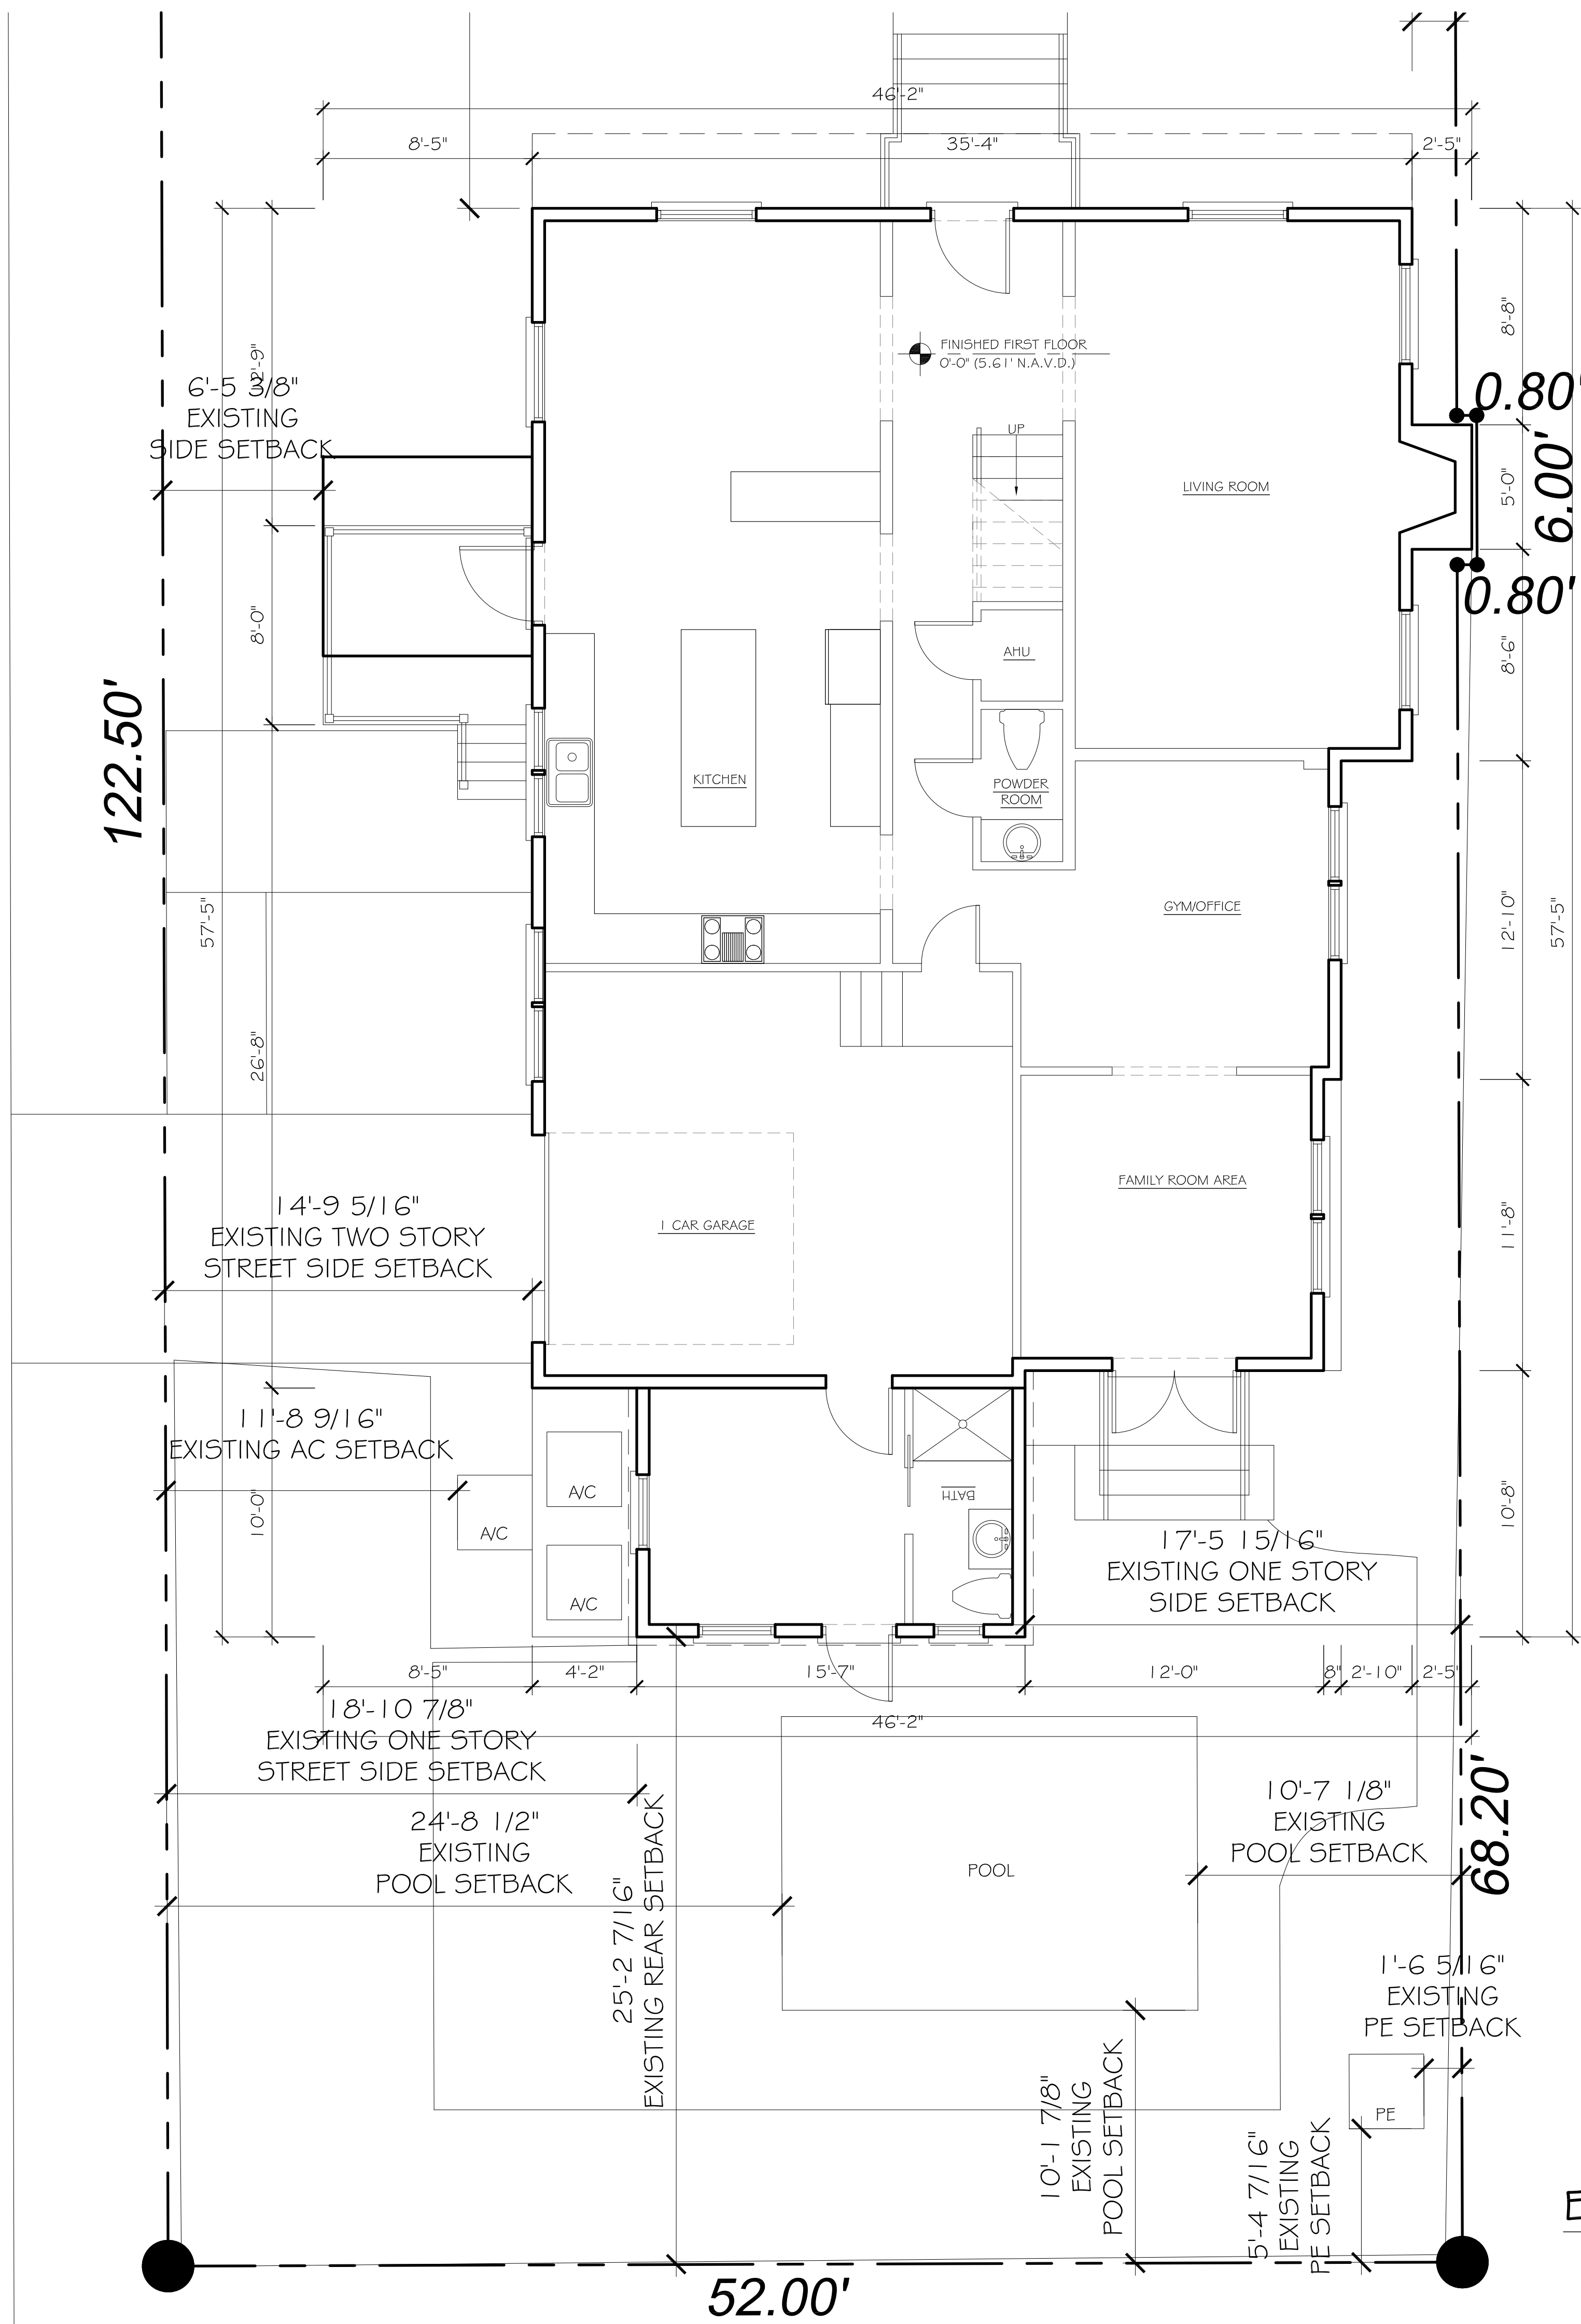 46'-2"
8'-5"
35'-4"
2'-5"
FINISHED FIRST FLOOR
0'-0" (5.61' N.A.V.D.)
8'-8"
6'-5 3/8"
EXISTING
SIDE SETBACK
0.80'
6.00'
5'-0"
0.80'
UP
LIVING ROOM
8'-0"
AHU
8'-6"
122.50'
KITCHEN
POWDER
ROOM
57'-5"
GYM/OFFICE
12'-10"
57'-5"
26'-8"
FAMILY ROOM AREA
11'-8"
14'-9 5/16"
EXISTING TWO STORY
STREET SIDE SETBACK
1 CAR GARAGE
11'-8 9/16"
EXISTING AC SETBACK
10'-0"
A/C
A/C
A/C
BATH
10'-8"
17'-5 15/16"
EXISTING ONE STORY
SIDE SETBACK
8'-5"
4'-2"
15'-7"
12'-0"
8"
2'-10"
2'-5"
46'-2"
18'-10 7/8"
EXISTING ONE STORY
STREET SIDE SETBACK
24'-8 1/2"
EXISTING
POOL SETBACK
25'-2 7/16"
EXISTING REAR SETBACK
POOL
10'-7 1/8"
EXISTING
POOL SETBACK
68.20'
1'-6 5/16"
EXISTING
PE SETBACK
PE
10'-1 7/8"
EXISTING
POOL SETBACK
5'-4 7/16"
EXISTING
PE SETBACK
52.00'